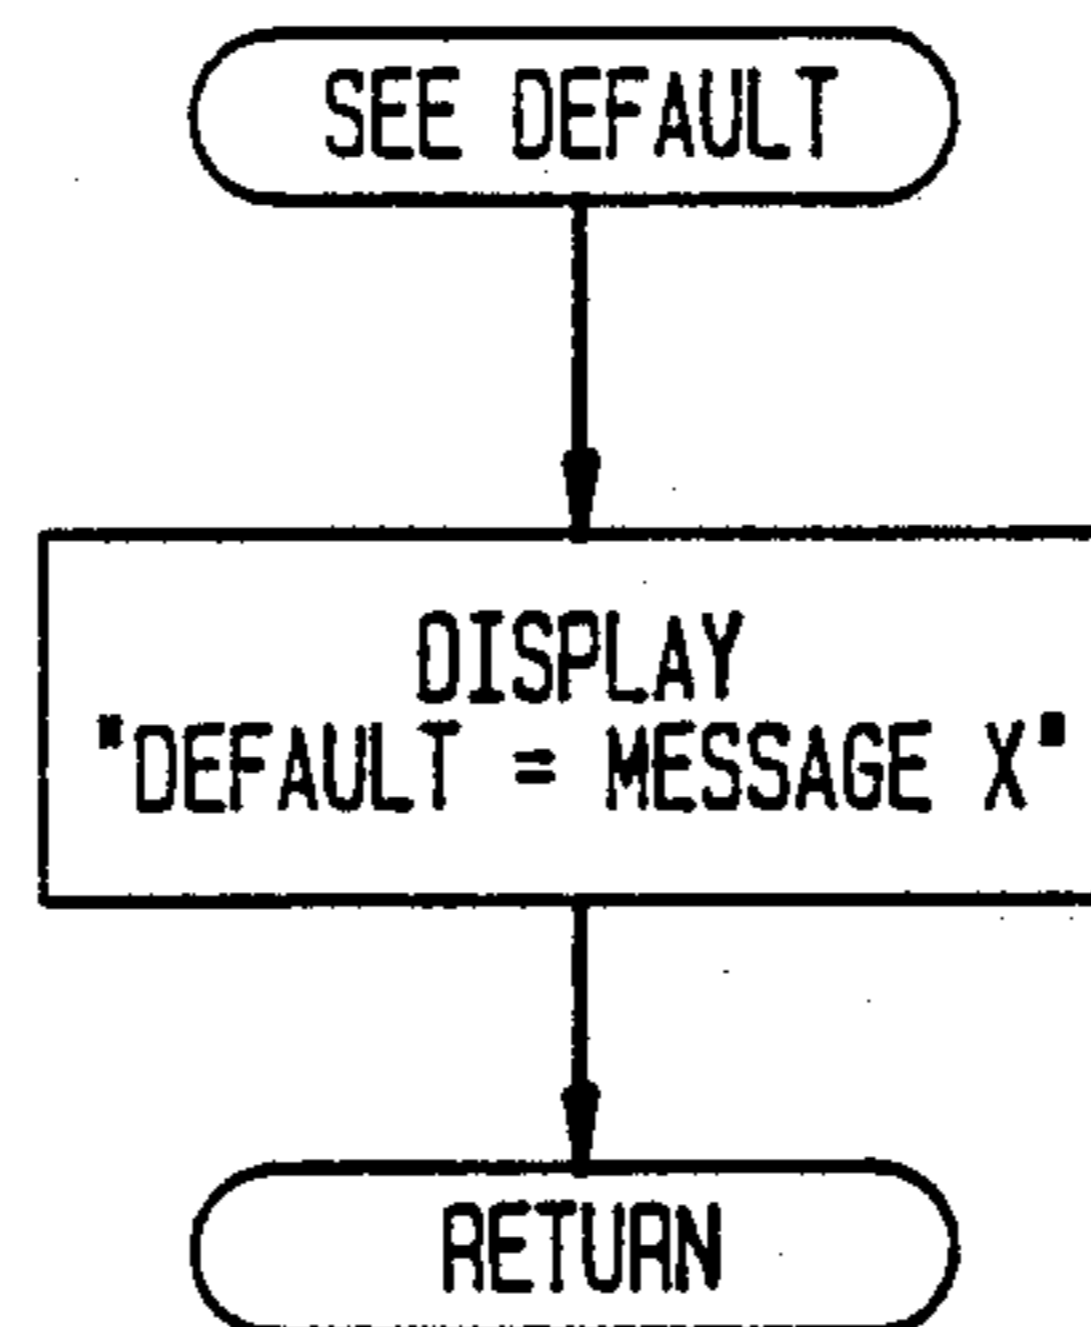 SEE DEFAULT
DISPLAY
"DEFAULT = MESSAGE X"
RETURN